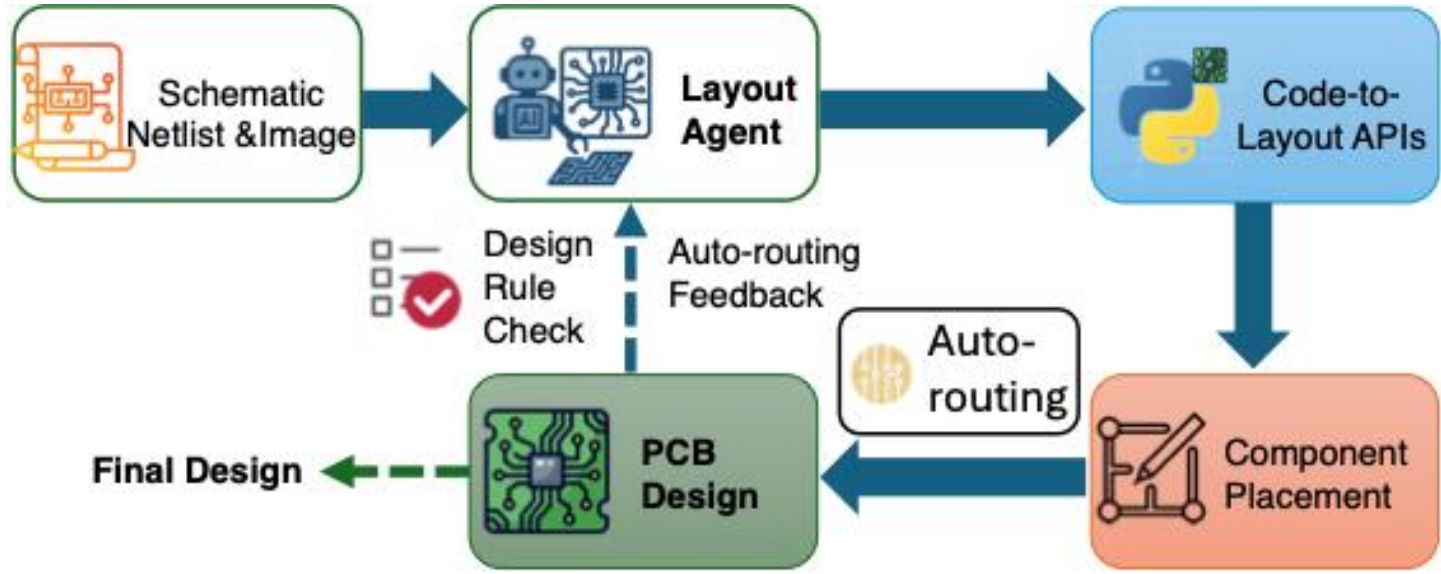 Schematic
Netlist &Image
Layout
Agent
AI
Code-to-
Layout APIs
Design
Rule
Check
Auto-routing
Feedback
Auto-
routing
Final Design
PCB
Design
Component
Placement